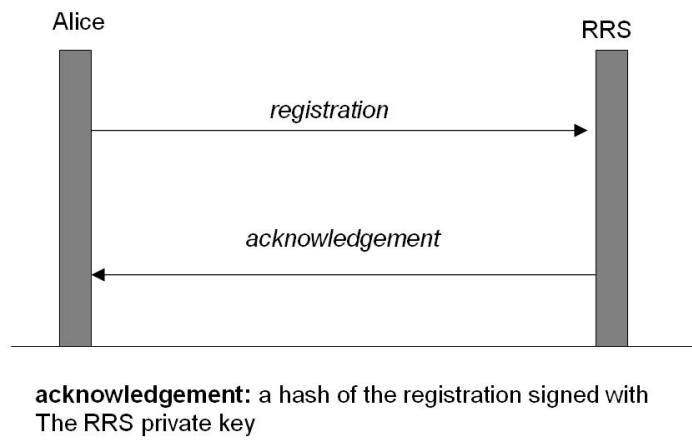 Alice
RRS
registration
acknowledgement
acknowledgement: a hash of the registration signed with
The RRS private key